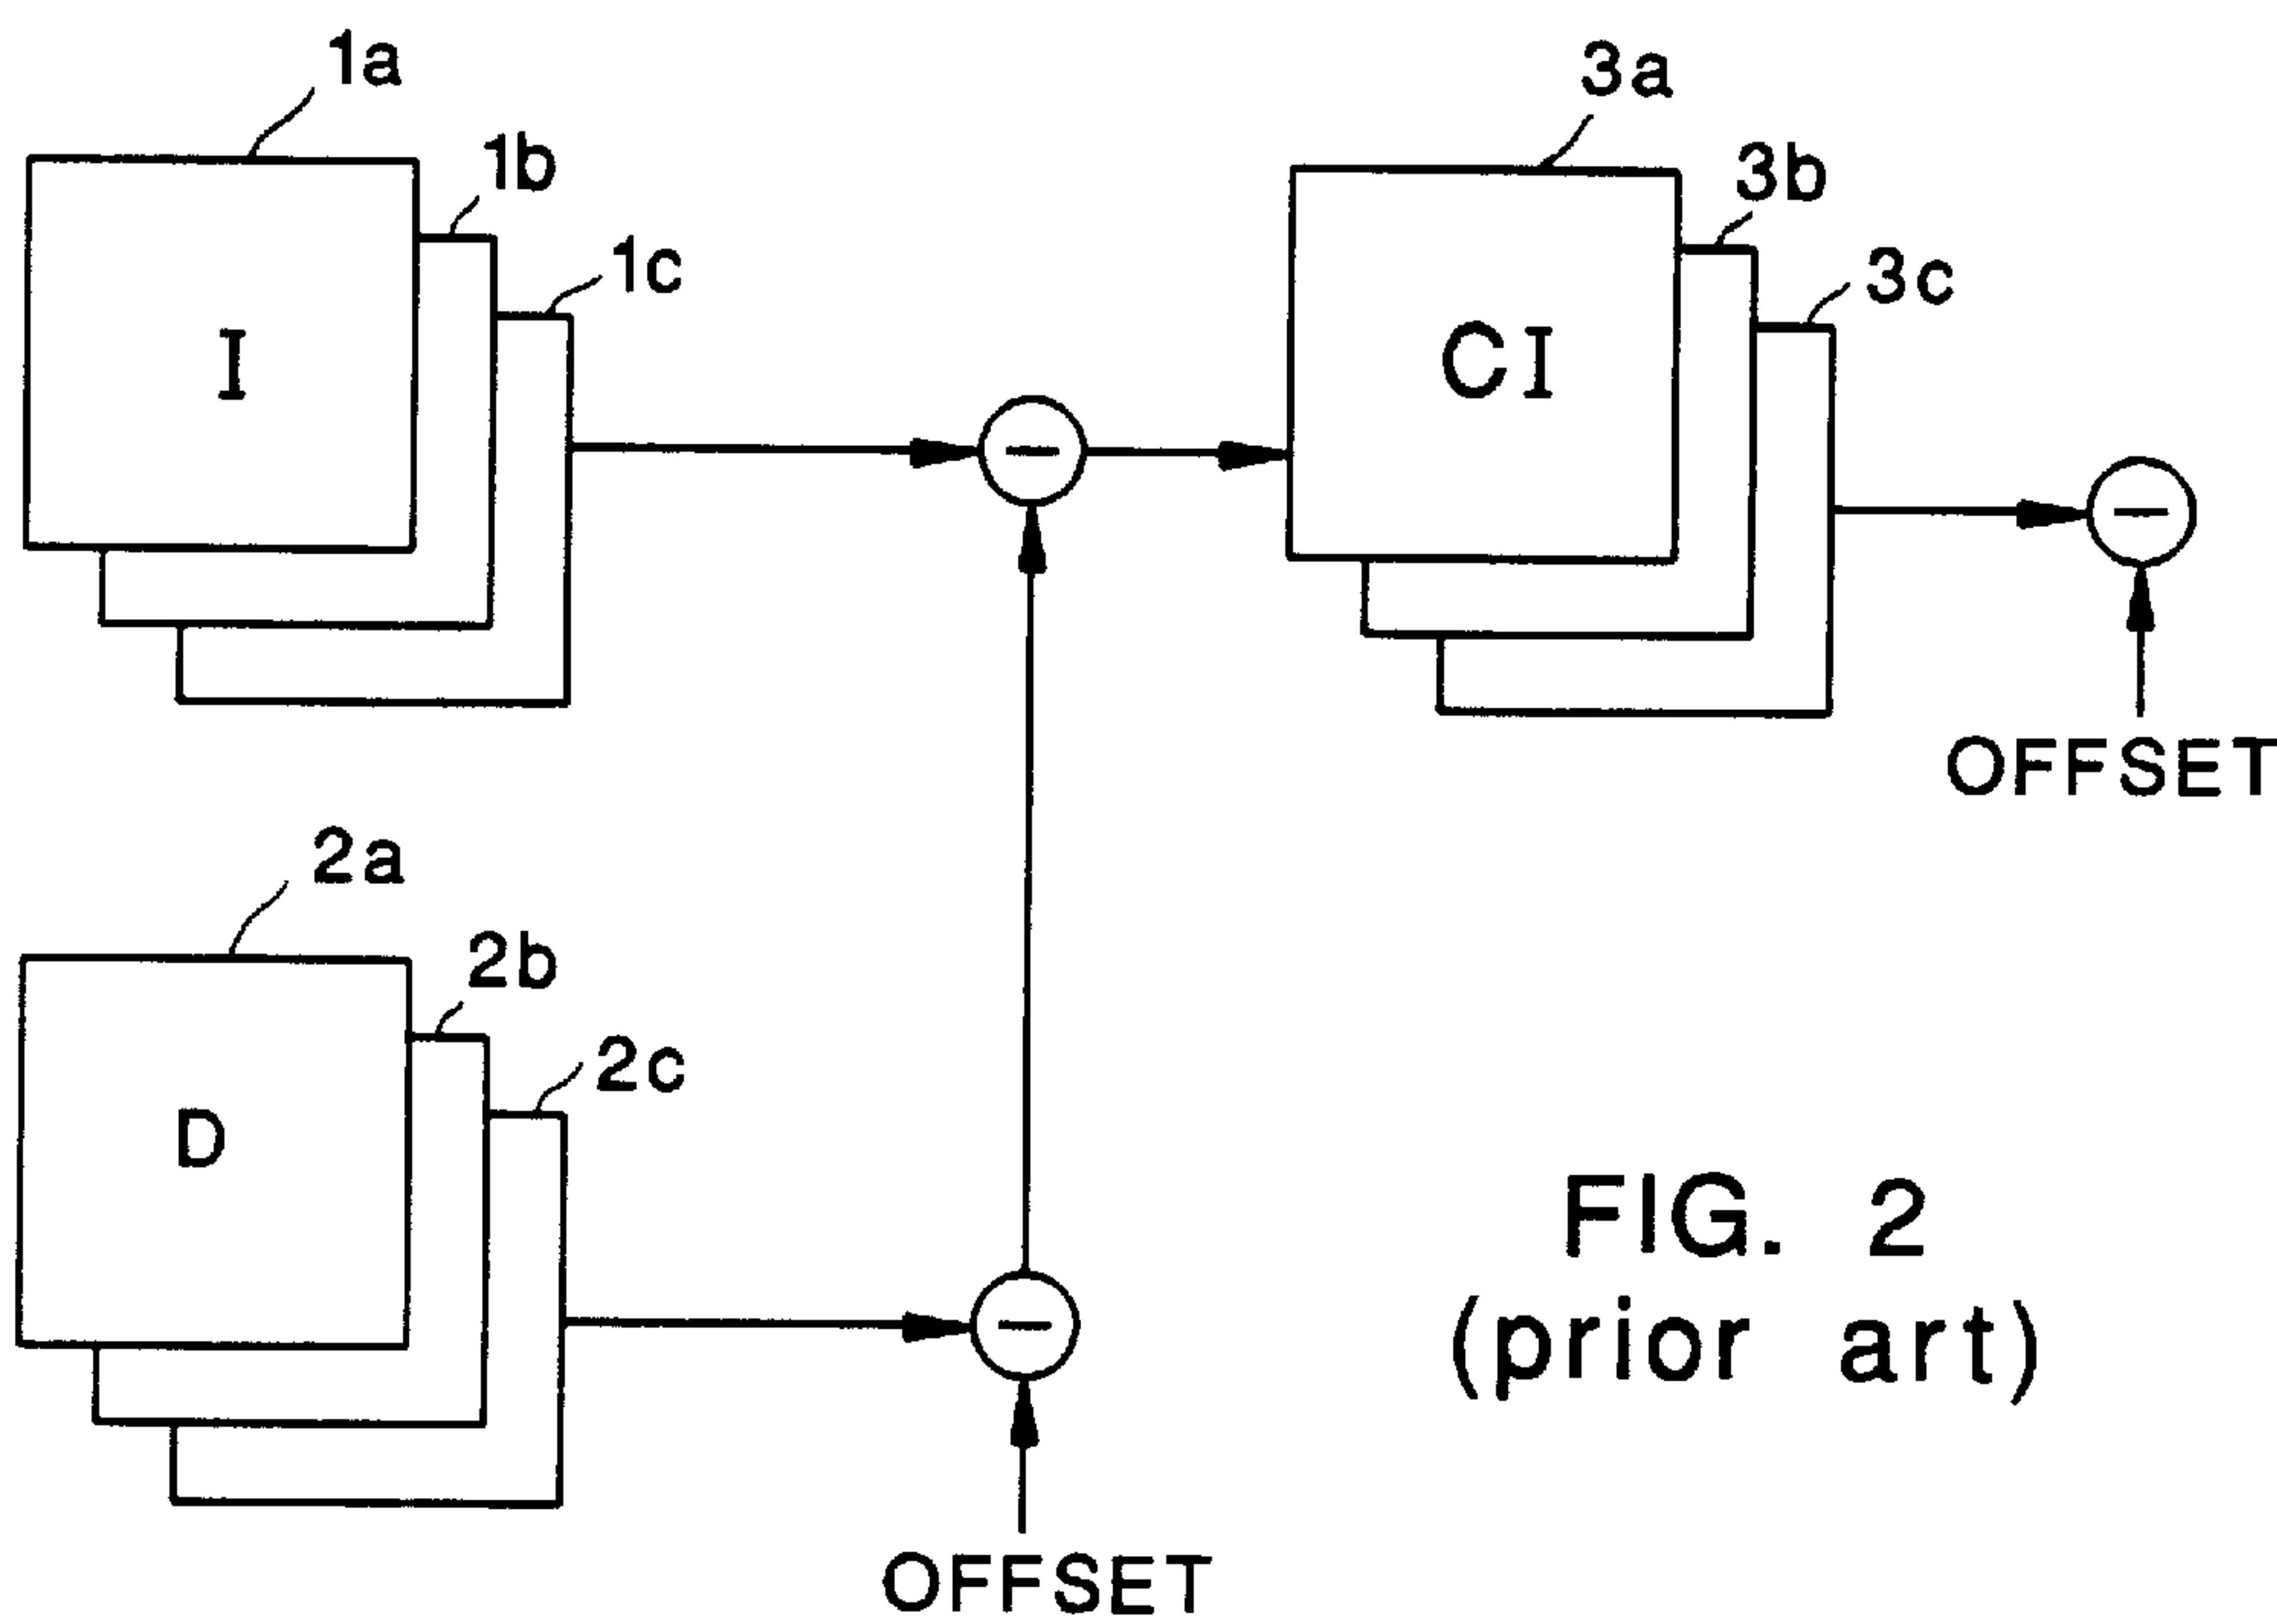 1a
1b
1c
I
3a
3b
3c
CI
−
−
OFFSET
2a
2b
2c
D
−
OFFSET
FIG. 2
(prior art)